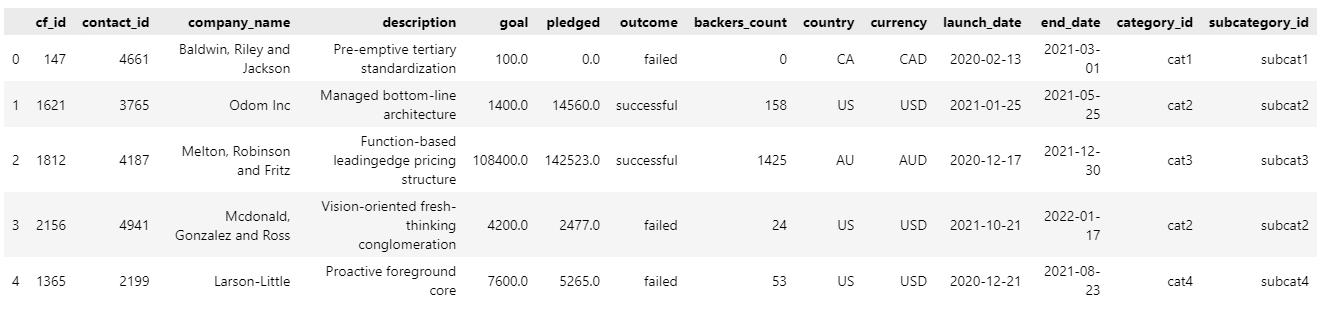 cf_id contact_id company_name description goal pledged outcome backers_count country currency launch_date end_date category_id subcategory_id
0 147 4661 Baldwin, Riley and Jackson Pre-emptive tertiary standardization 100.0 0.0 failed 0 CA CAD 2020-02-13 2021-03-01 cat1 subcat1
1 1621 3765 Odom Inc Managed bottom-line architecture 1400.0 14560.0 successful 158 US USD 2021-01-25 2021-05-25 cat2 subcat2
2 1812 4187 Melton, Robinson and Fritz Function-based leadingedge pricing structure 108400.0 142523.0 successful 1425 AU AUD 2020-12-17 2021-12-30 cat3 subcat3
3 2156 4941 Mcdonald, Gonzalez and Ross Vision-oriented fresh-thinking conglomeration 4200.0 2477.0 failed 24 US USD 2021-10-21 2022-01-17 cat2 subcat2
4 1365 2199 Larson-Little Proactive foreground core 7600.0 5265.0 failed 53 US USD 2020-12-21 2021-08-23 cat4 subcat4